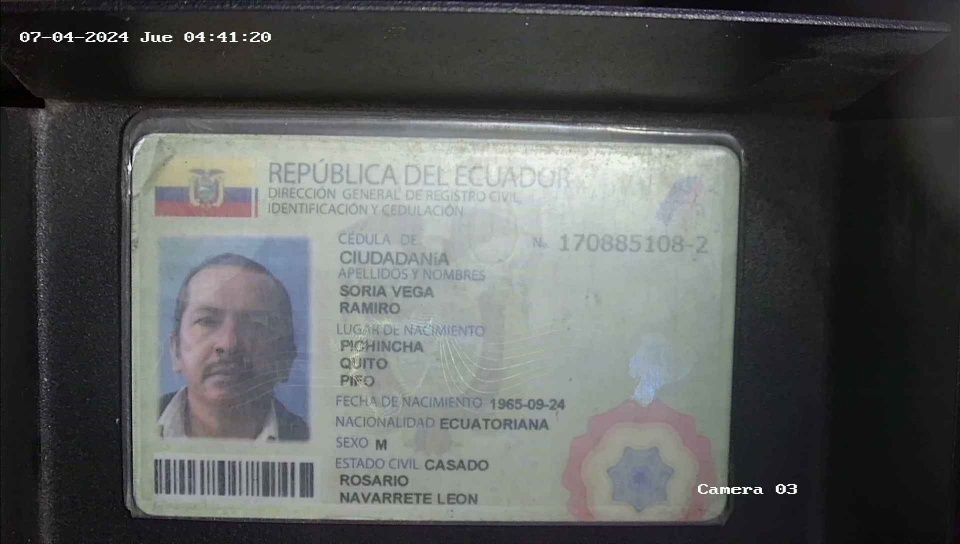 07-04-2024 Jue 04:41:20
REPÚBLICA DEL ECUADOR
DIRECCIÓN GENERAL DE REGISTRO CIVIL,
IDENTIFICACIÓN Y CEDULACIÓN
CÉDULA DE N. 170885108-2
CIUDADANÍA
APELLIDOS Y NOMBRES
SORIA VEGA
RAMIRO
LUGAR DE NACIMIENTO
PICHINCHA
QUITO
PIFO
FECHA DE NACIMIENTO 1965-09-24
NACIONALIDAD ECUATORIANA
SEXO M
ESTADO CIVIL CASADO
ROSARIO
NAVARRETE LEON
Camera 03